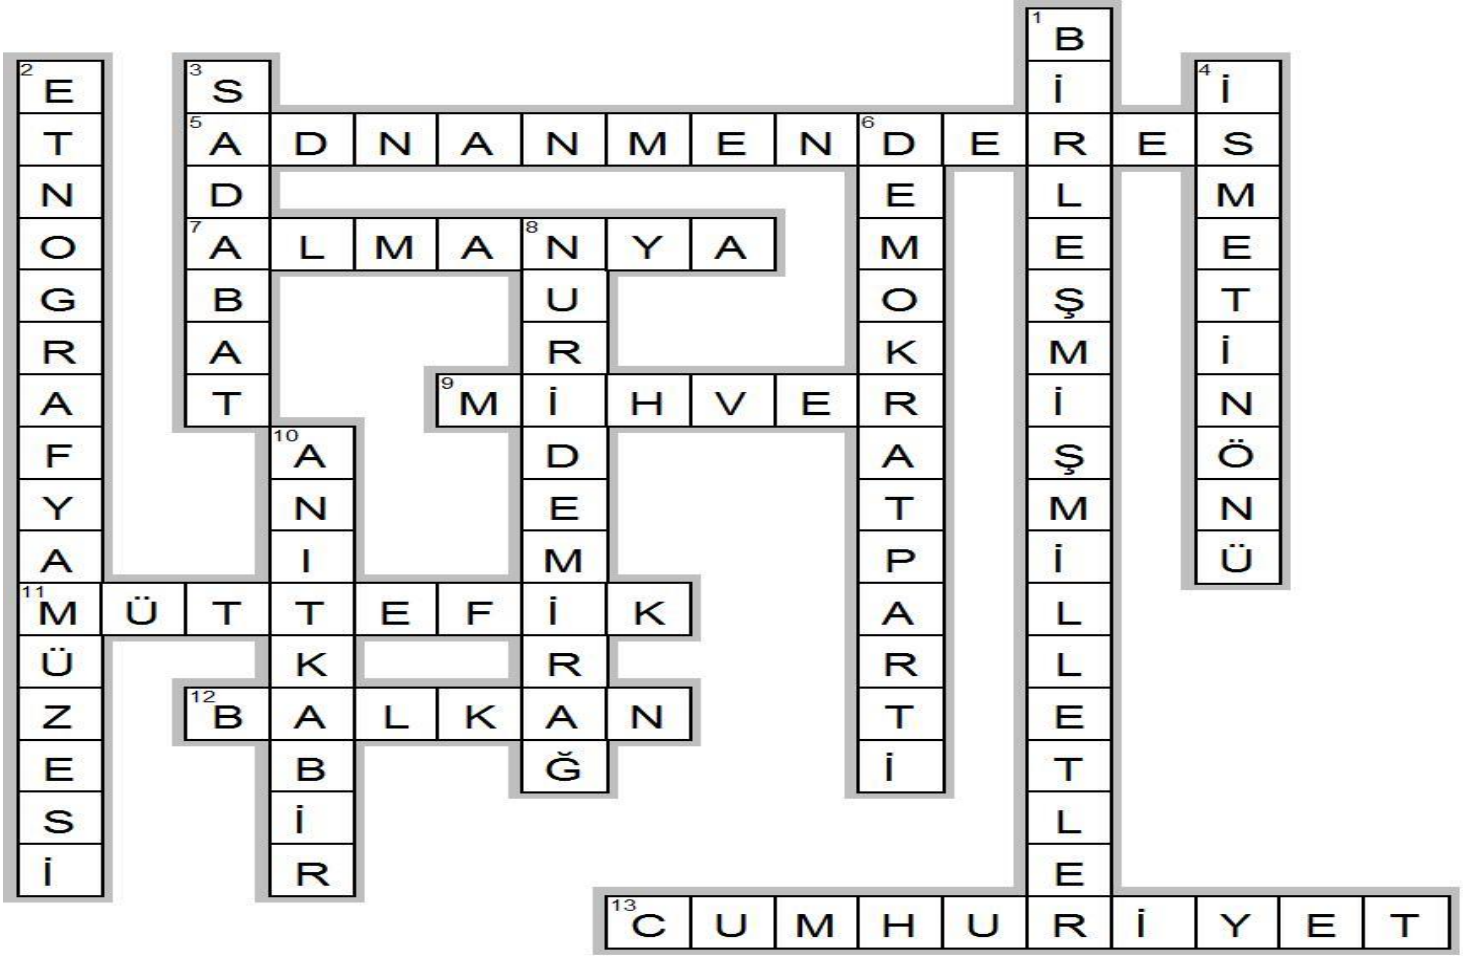 1 BİRLEŞMİŞMİLLETLER
2 ETNOGRAFYAMÜZESİ
3 SADABAT
4 İSMETİNÖNÜ
5 ADNANMENDERES
6 DEMOKRATPARTİ
7 ALMANYA
8 NURİDEMİRAĞ
9 MİHVER
10 ANITKABİR
11 MÜTTEFİK
12 BALKAN
13 CUMHURİYET